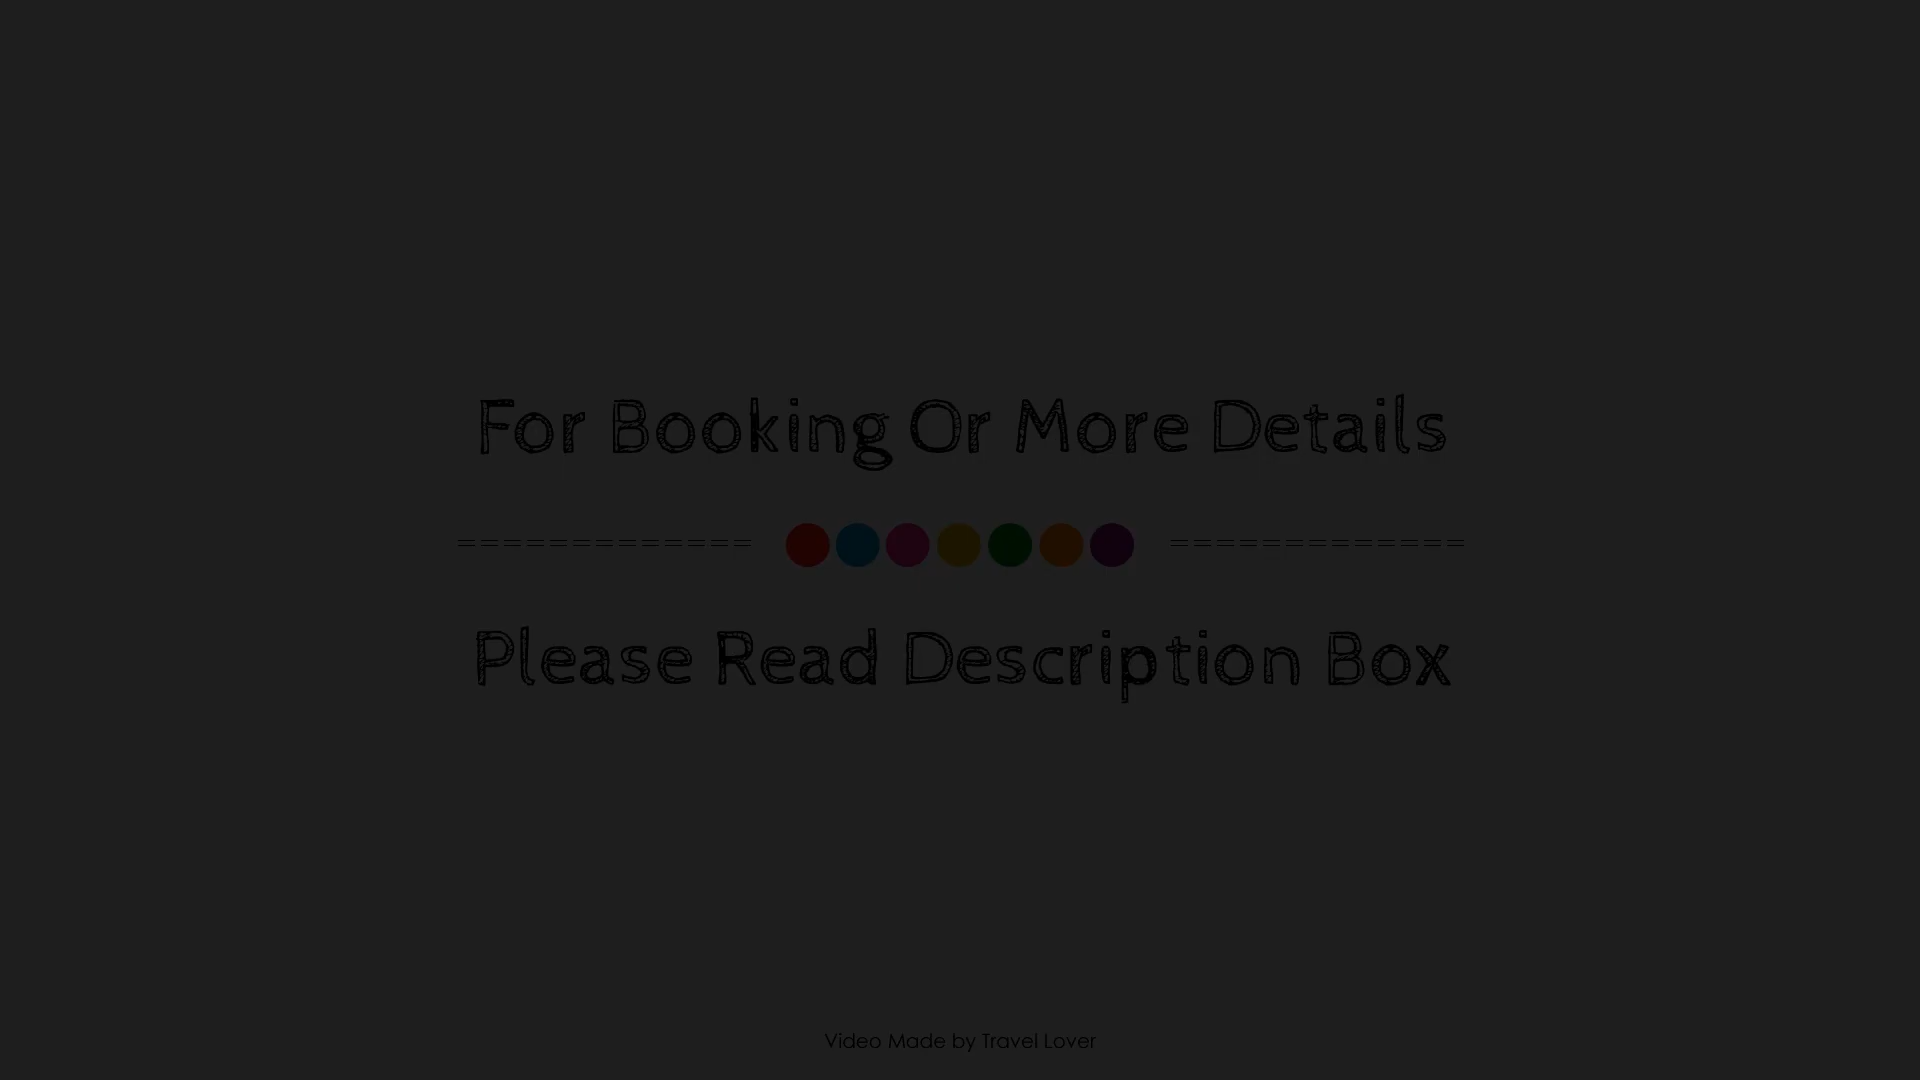 For Booking Or More Details
============= =============
Please Read Description Box
Video Made by Travel Lover